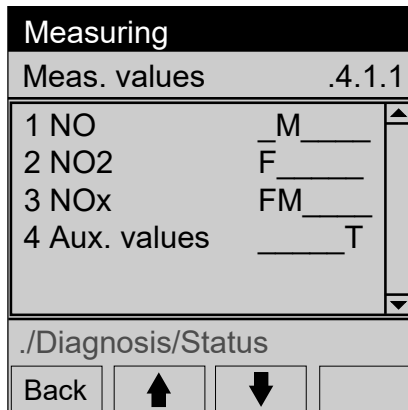 Measuring
Meas. values .4.1.1
1 NO _M____
2 NO2 F_____
3 NOx FM____
4 Aux. values _____T
./Diagnosis/Status
Back